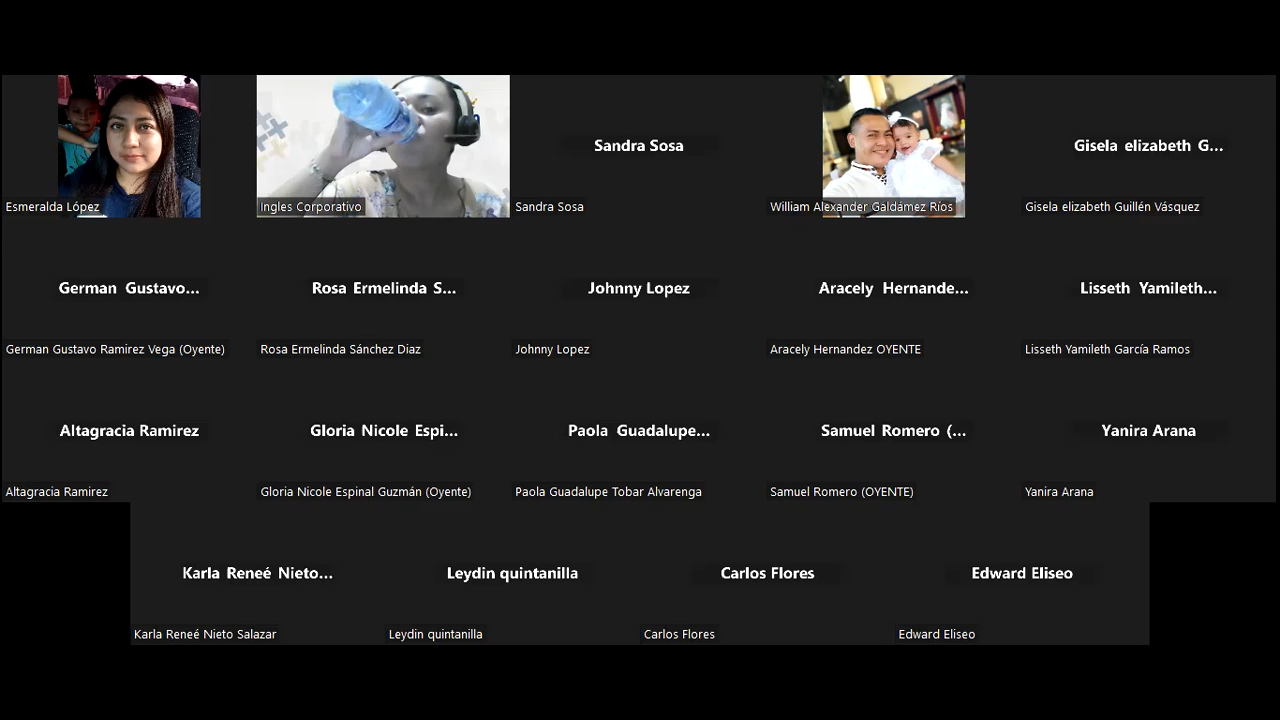 Esmeralda López
Ingles Corporativo
Sandra Sosa
Sandra Sosa
William Alexander Galdámez Ríos
Gisela elizabeth G...
Gisela elizabeth Guillén Vásquez
German Gustavo...
German Gustavo Ramirez Vega (Oyente)
Rosa Ermelinda S...
Rosa Ermelinda Sánchez Diaz
Johnny Lopez
Johnny Lopez
Aracely Hernande...
Aracely Hernandez OYENTE
Lisseth Yamileth...
Lisseth Yamileth García Ramos
Altagracia Ramirez
Altagracia Ramirez
Gloria Nicole Espi...
Gloria Nicole Espinal Guzmán (Oyente)
Paola Guadalupe...
Paola Guadalupe Tobar Alvarenga
Samuel Romero (...
Samuel Romero (OYENTE)
Yanira Arana
Yanira Arana
Karla Reneé Nieto...
Karla Reneé Nieto Salazar
Leydin quintanilla
Leydin quintanilla
Carlos Flores
Carlos Flores
Edward Eliseo
Edward Eliseo